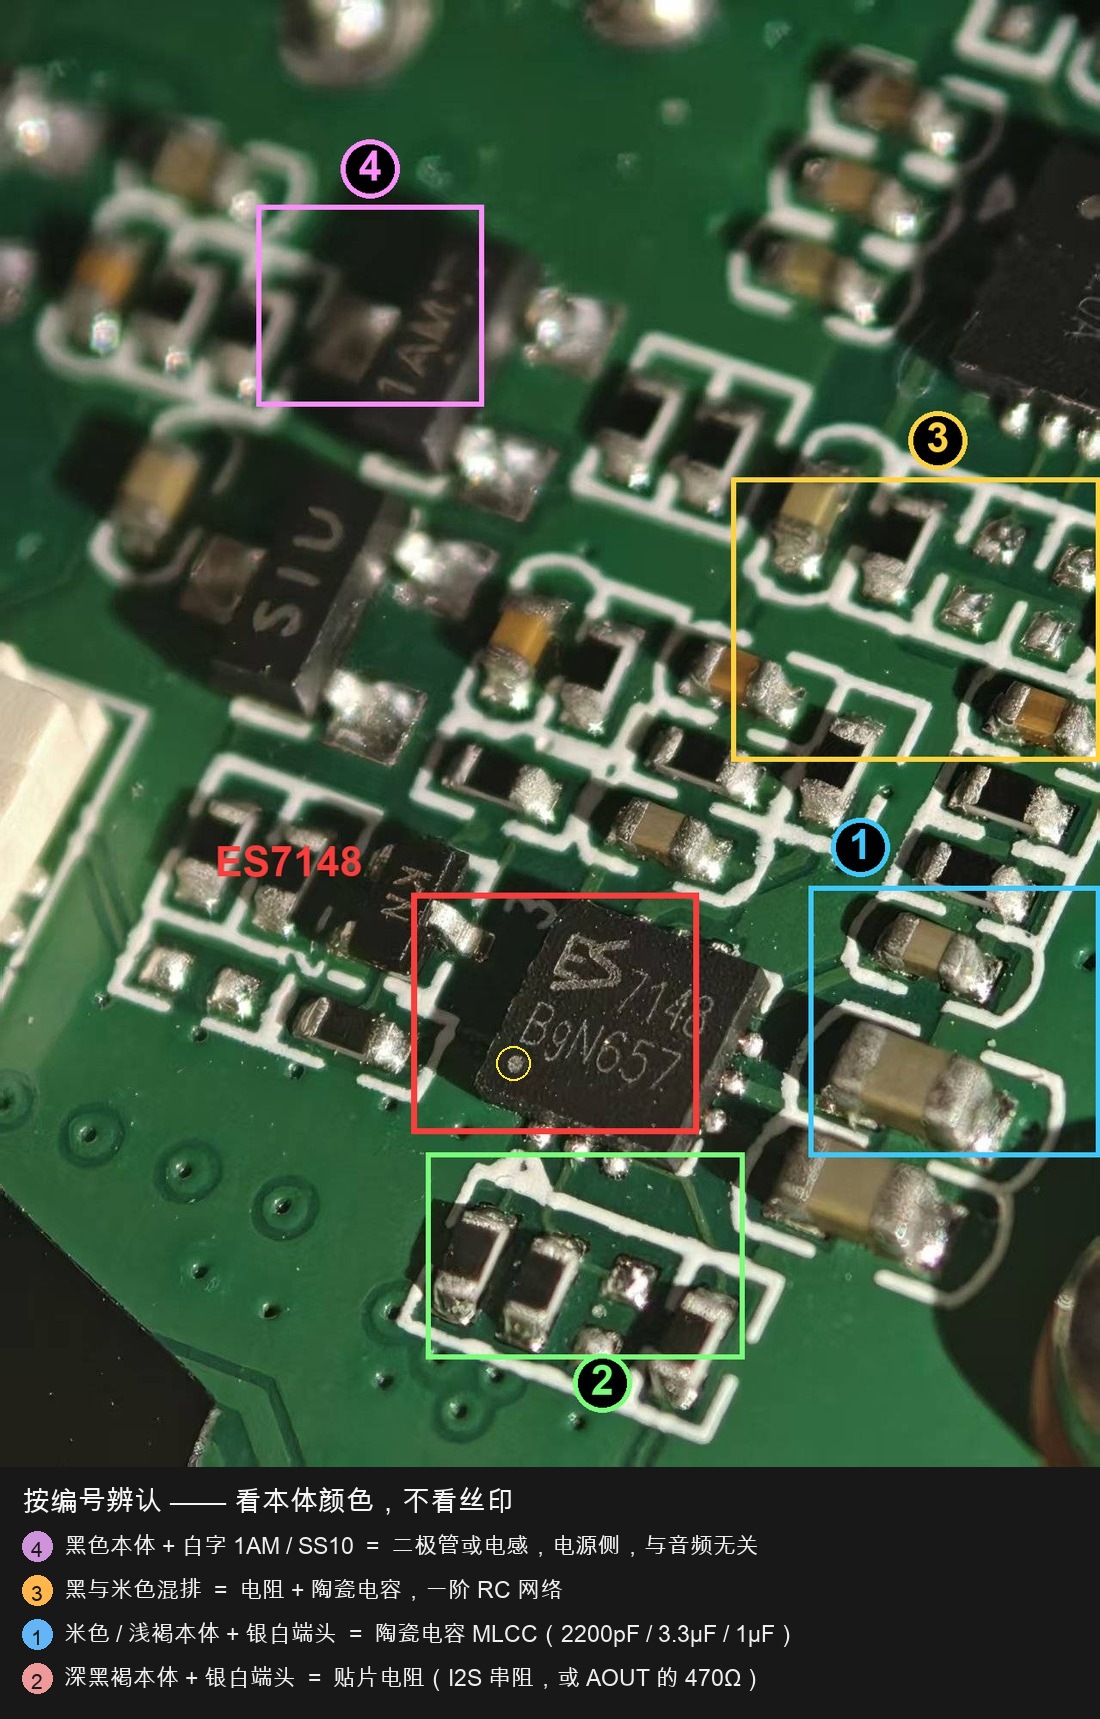 4
1AM
3
S1U
1
ES7148
ES
7148
B9N657
2
按编号辨认 —— 看本体颜色，不看丝印
4 黑色本体 + 白字 1AM / SS10 = 二极管或电感，电源侧，与音频无关
3 黑与米色混排 = 电阻 + 陶瓷电容，一阶 RC 网络
1 米色 / 浅褐本体 + 银白端头 = 陶瓷电容 MLCC（2200pF / 3.3μF / 1μF）
2 深黑褐本体 + 银白端头 = 贴片电阻（I2S 串阻，或 AOUT 的 470Ω）